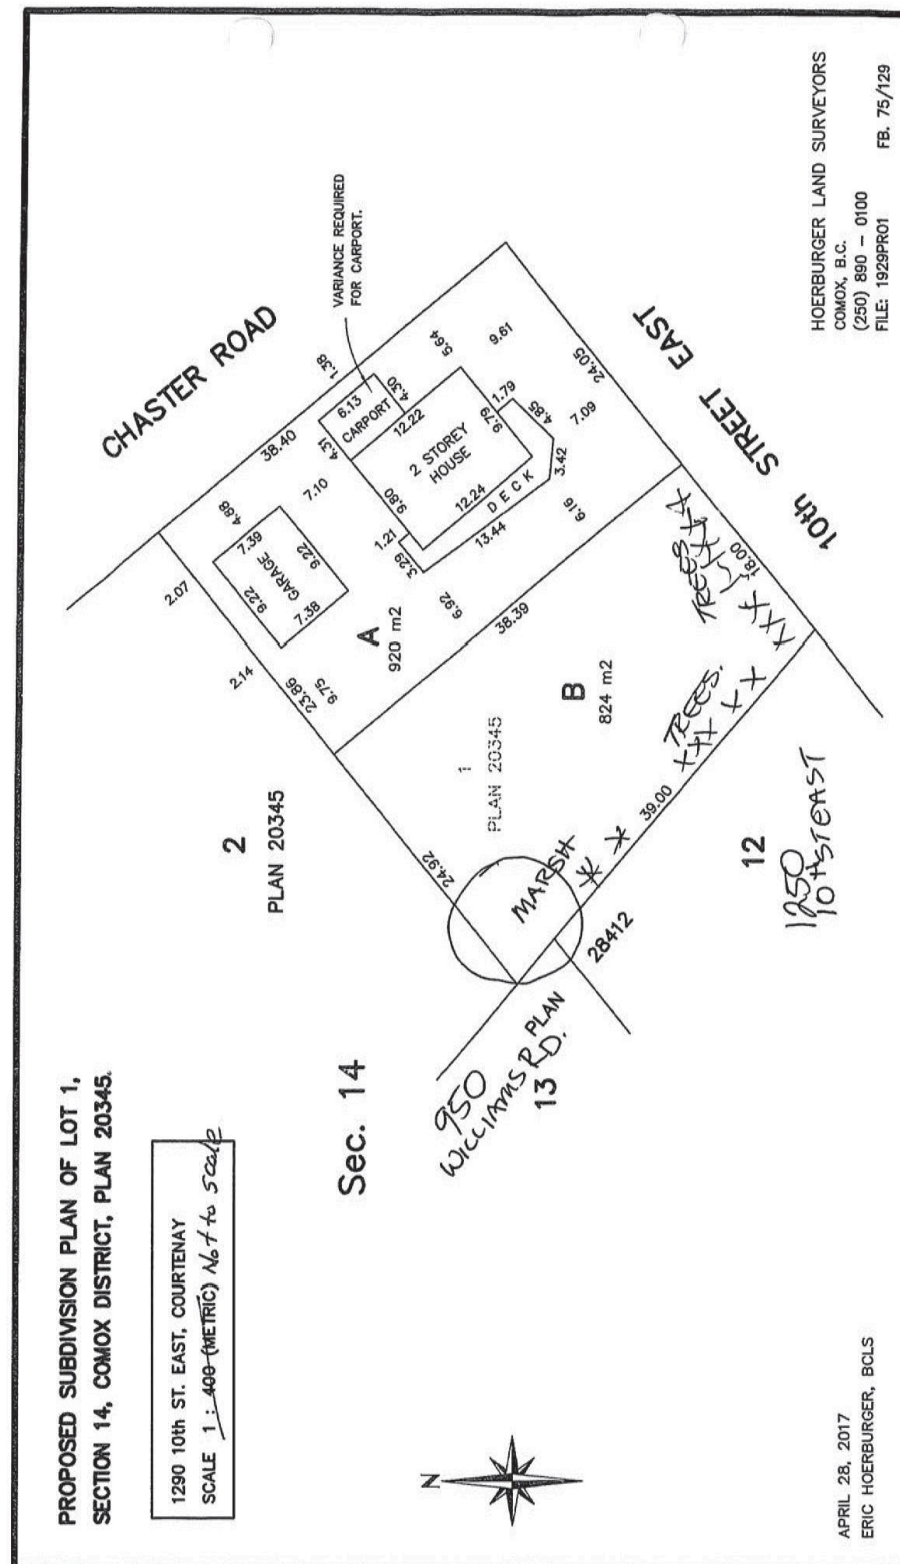 PROPOSED SUBDIVISION PLAN OF LOT 1,
SECTION 14, COMOX DISTRICT, PLAN 20345.
1290 10th ST. EAST, COURTENAY
SCALE 1 : 400 (METRIC) Not to scale
N
Sec. 14
2
PLAN 20345
CHASTER ROAD
VARIANCE REQUIRED
FOR CARPORT.
1.38
38.40
4.88
7.10
2.07
2.14
23.86
9.75
7.39
9.22
GARAGE
9.22
7.38
6.13
CARPORT
4.31
4.30
5.64
9.61
12.22
2 STOREY
HOUSE
9.80
9.79
12.24
1.79
4.85
DECK
3.42
13.44
1.21
3.29
6.92
6.16
7.09
24.05
A
920 m2
38.39
1
PLAN 20345
B
824 m2
24.92
MARSH
TREES
TREES.
18.00
39.00
10th STREET EAST
950
WILLIAMS RD.
13
PLAN 28412
12
1250
10th ST EAST
APRIL 28, 2017
ERIC HOERBURGER, BCLS
HOERBURGER LAND SURVEYORS
COMOX, B.C.
(250) 890 – 0100
FILE: 1929PR01 FB. 75/129